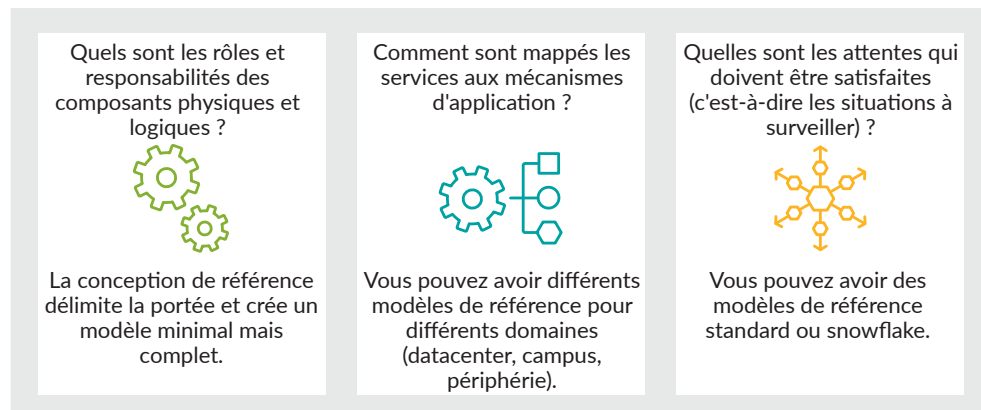 Quels sont les rôles et
responsabilités des
composants physiques et
logiques ?
La conception de référence
délimite la portée et crée un
modèle minimal mais
complet.
Comment sont mappés les
services aux mécanismes
d'application ?
Vous pouvez avoir différents
modèles de référence pour
différents domaines
(datacenter, campus,
périphérie).
Quelles sont les attentes qui
doivent être satisfaites
(c'est-à-dire les situations à
surveiller) ?
Vous pouvez avoir des
modèles de référence
standard ou snowflake.